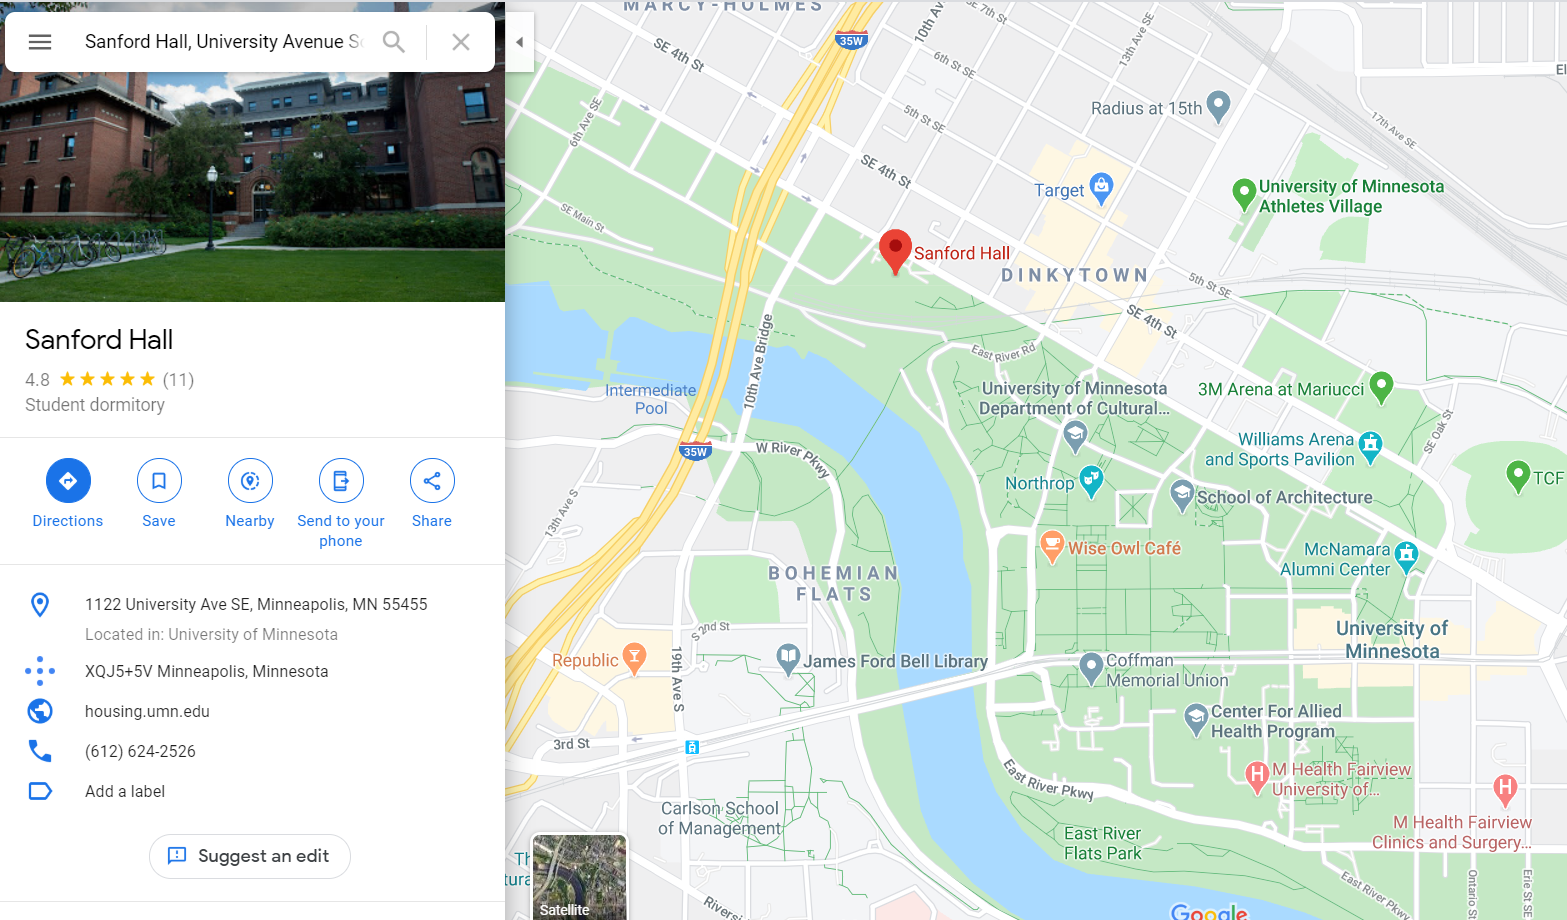 Sanford Hall, University Avenue So
Sanford Hall
4.8
(11)
Student dormitory
Directions
Save
Nearby
Send to your
phone
Share
1122 University Ave SE, Minneapolis, MN 55455
Located in: University of Minnesota
XQJ5+5V Minneapolis, Minnesota
housing.umn.edu
(612) 624-2526
Add a label
Suggest an edit
MARCY-HOLMES
35W
10th Av
SE 7th St
13th Ave SE
SE 4th St
6th St SE
El
Radius at 15th
17th Ave SE
6th Ave SE
5th St SE
SE 4th St
Target
University of Minnesota
Athletes Village
SE Main St
Sanford Hall
DINKYTOWN
5th St SE
SE 4th St
East River Rd
10th Ave Bridge
Intermediate
Pool
University of Minnesota
Department of Cultural...
3M Arena at Mariucci
SE Oak St
Williams Arena
and Sports Pavilion
35W
W River Pkwy
Northrop
School of Architecture
TCF
13th Ave S
Wise Owl Café
McNamara
Alumni Center
BOHEMIAN
FLATS
S 2nd St
University of
Minnesota
Republic
19th Ave S
James Ford Bell Library
Coffman
Memorial Union
Center For Allied
Health Program
3rd St
East River Pkwy
M Health Fairview
University of...
Carlson School
of Management
M Health Fairview
Clinics and Surgery...
East River
Flats Park
Th
tura
Satellite
Rivers
East River Pkwy
Ontario St
Erie St SE
Google